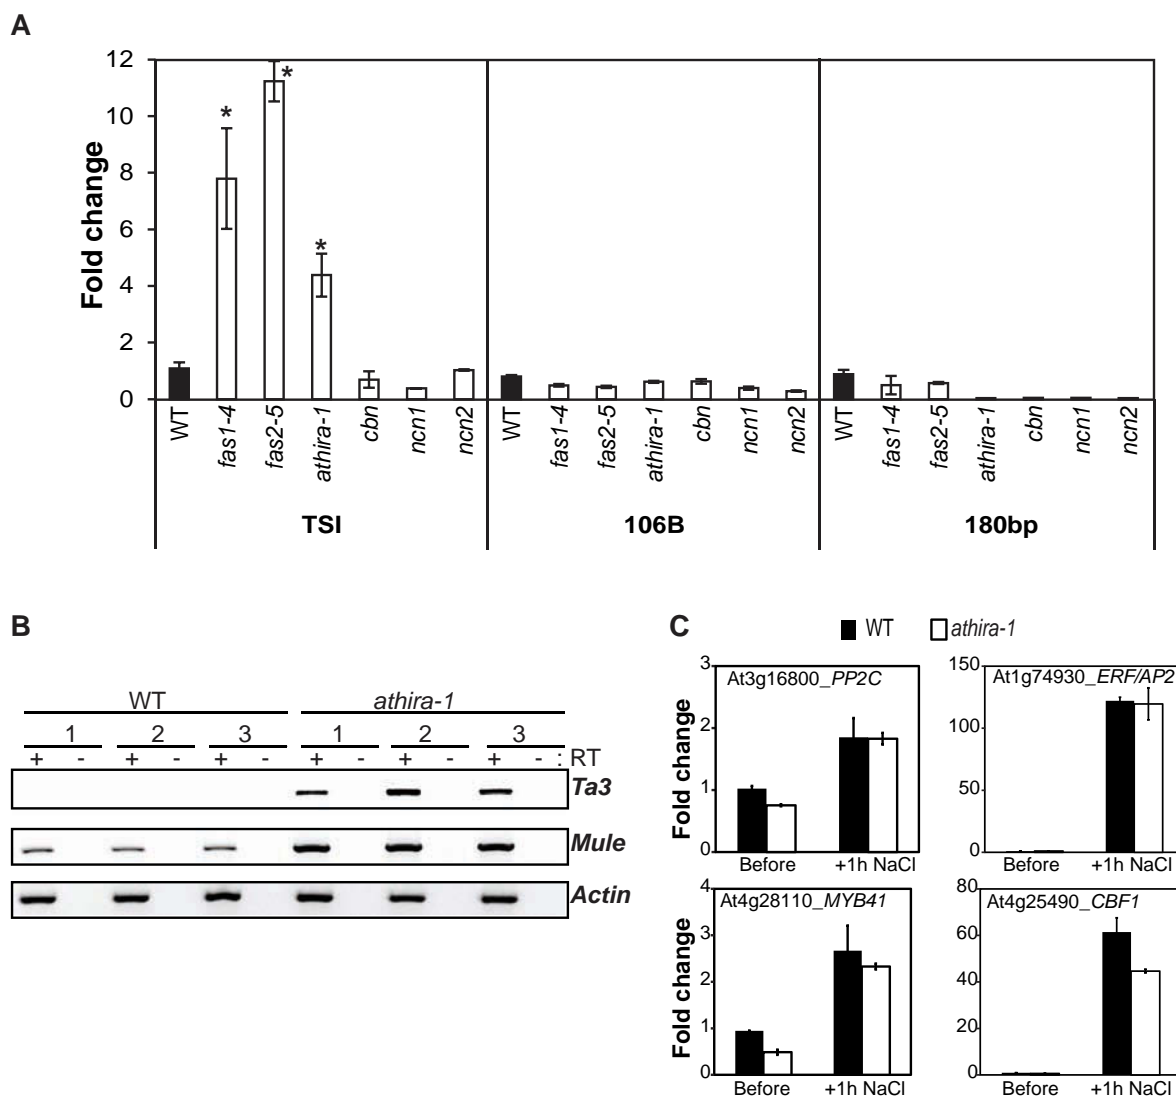 A
Fold change
12
10
8
6
4
2
0
*
*
*
WT
fas1-4
fas2-5
athira-1
cbn
ncn1
ncn2
WT
fas1-4
fas2-5
athira-1
cbn
ncn1
ncn2
WT
fas1-4
fas2-5
athira-1
cbn
ncn1
ncn2
TSI 106B 180bp
B
WT athira-1
1 2 3 1 2 3
+ - + - + - + - + - + - : RT
Ta3
Mule
Actin
C
WT athira-1
Fold change
3
2
1
0
At3g16800_PP2C
Before +1h NaCl
150
100
50
0
At1g74930_ERF/AP2
Before +1h NaCl
Fold change
4
3
2
1
0
At4g28110_MYB41
Before +1h NaCl
80
60
40
20
0
At4g25490_CBF1
Before +1h NaCl